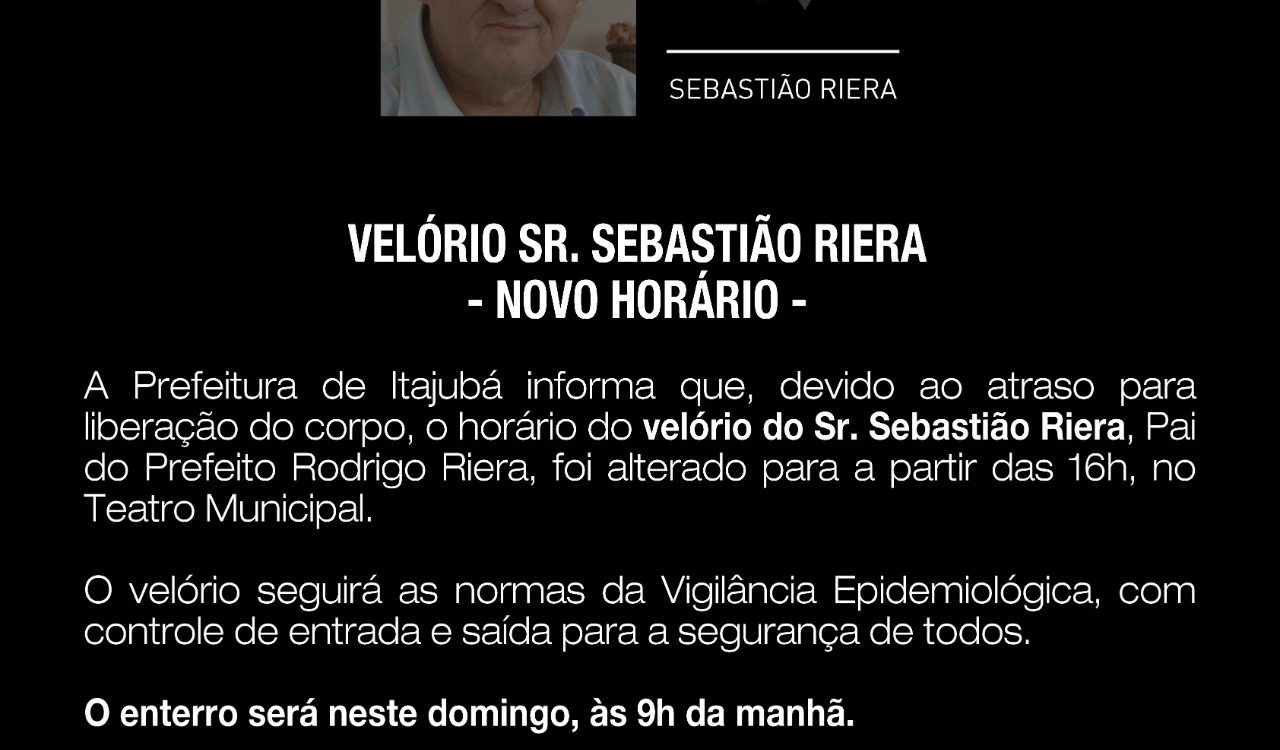 SEBASTIÃO RIERA
VELÓRIO SR. SEBASTIÃO RIERA
- NOVO HORÁRIO -
A Prefeitura de Itajubá informa que, devido ao atraso para
liberação do corpo, o horário do velório do Sr. Sebastião Riera, Pai
do Prefeito Rodrigo Riera, foi alterado para a partir das 16h, no
Teatro Municipal.
O velório seguirá as normas da Vigilância Epidemiológica, com
controle de entrada e saída para a segurança de todos.
O enterro será neste domingo, às 9h da manhã.